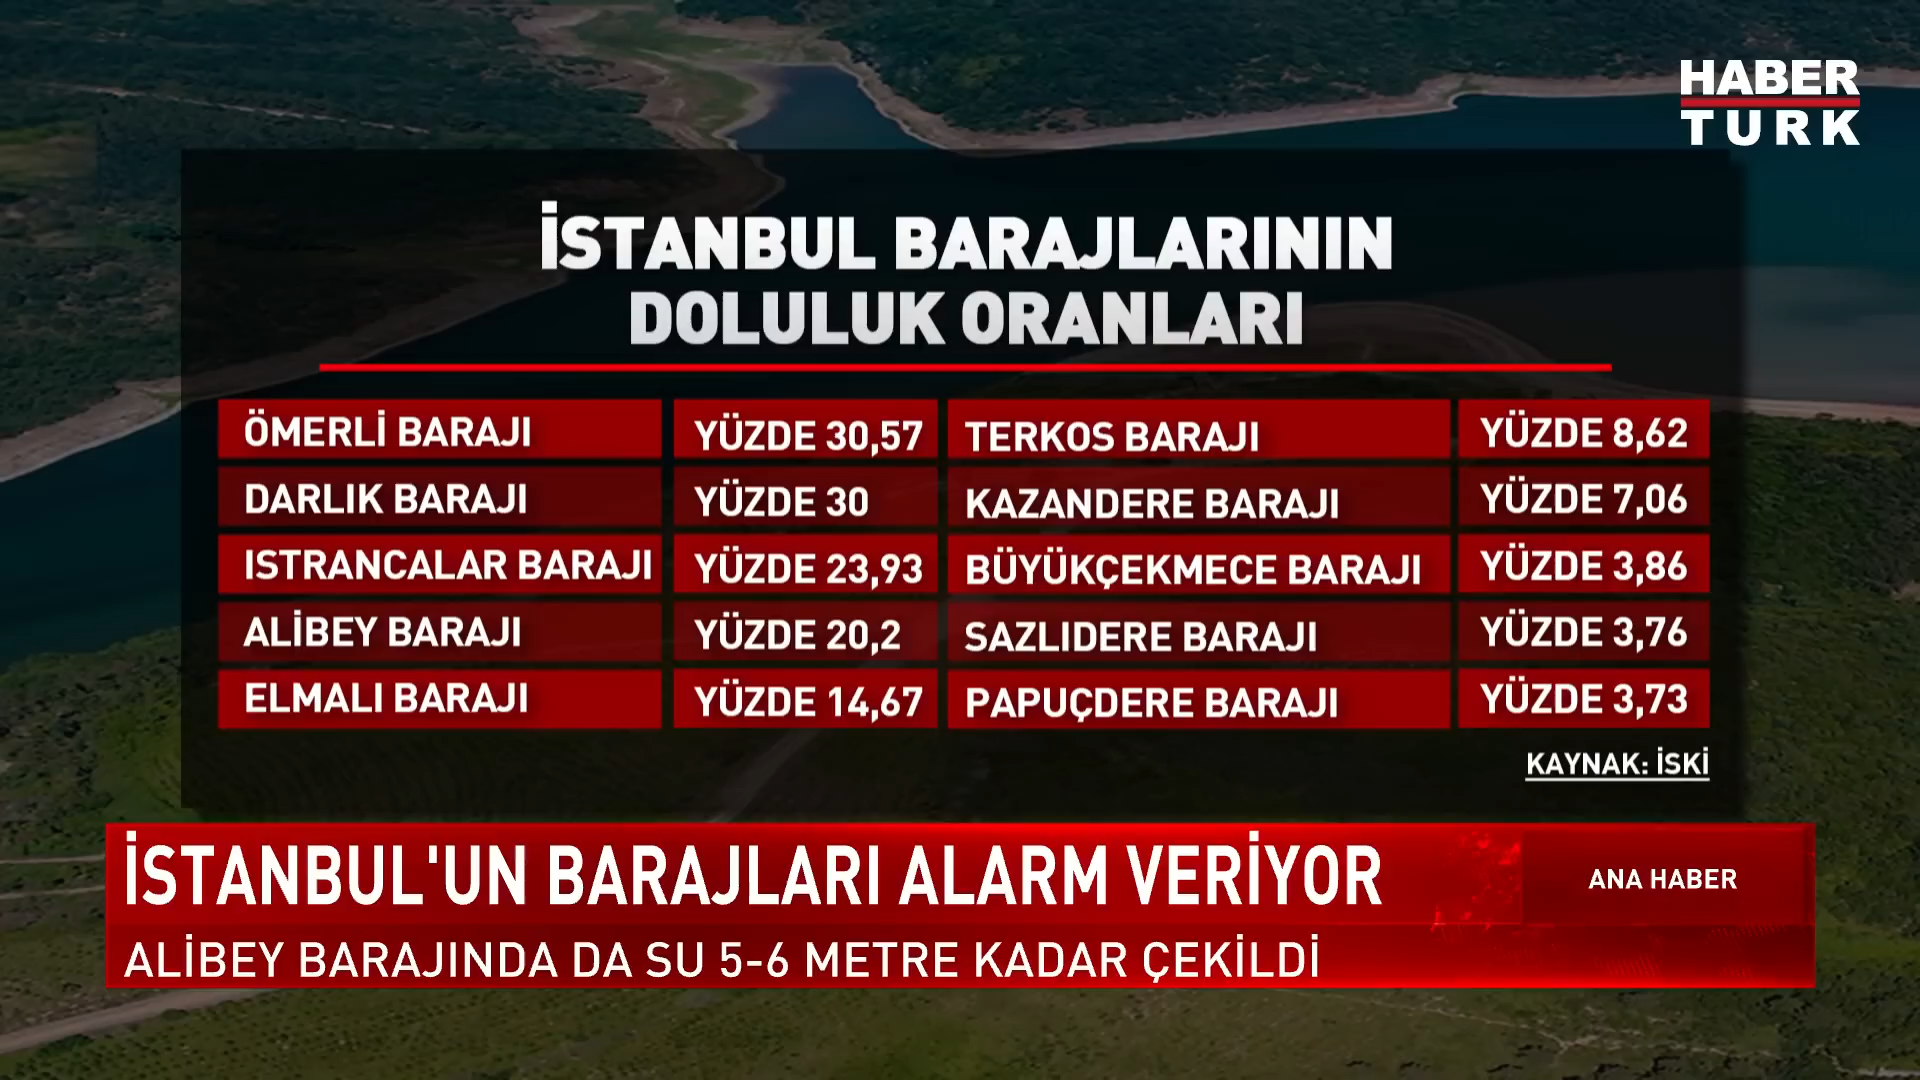 HABER
TURK
İSTANBUL BARAJLARININ
DOLULUK ORANLARI
ÖMERLİ BARAJI YÜZDE 30,57 TERKOS BARAJI YÜZDE 8,62
DARLIK BARAJI YÜZDE 30 KAZANDERE BARAJI YÜZDE 7,06
ISTRANCALAR BARAJI YÜZDE 23,93 BÜYÜKÇEKMECE BARAJI YÜZDE 3,86
ALİBEY BARAJI YÜZDE 20,2 SAZLIDERE BARAJI YÜZDE 3,76
ELMALI BARAJI YÜZDE 14,67 PAPUÇDERE BARAJI YÜZDE 3,73
KAYNAK: İSKİ
İSTANBUL'UN BARAJLARI ALARM VERİYOR
ANA HABER
ALİBEY BARAJINDA DA SU 5-6 METRE KADAR ÇEKİLDİ